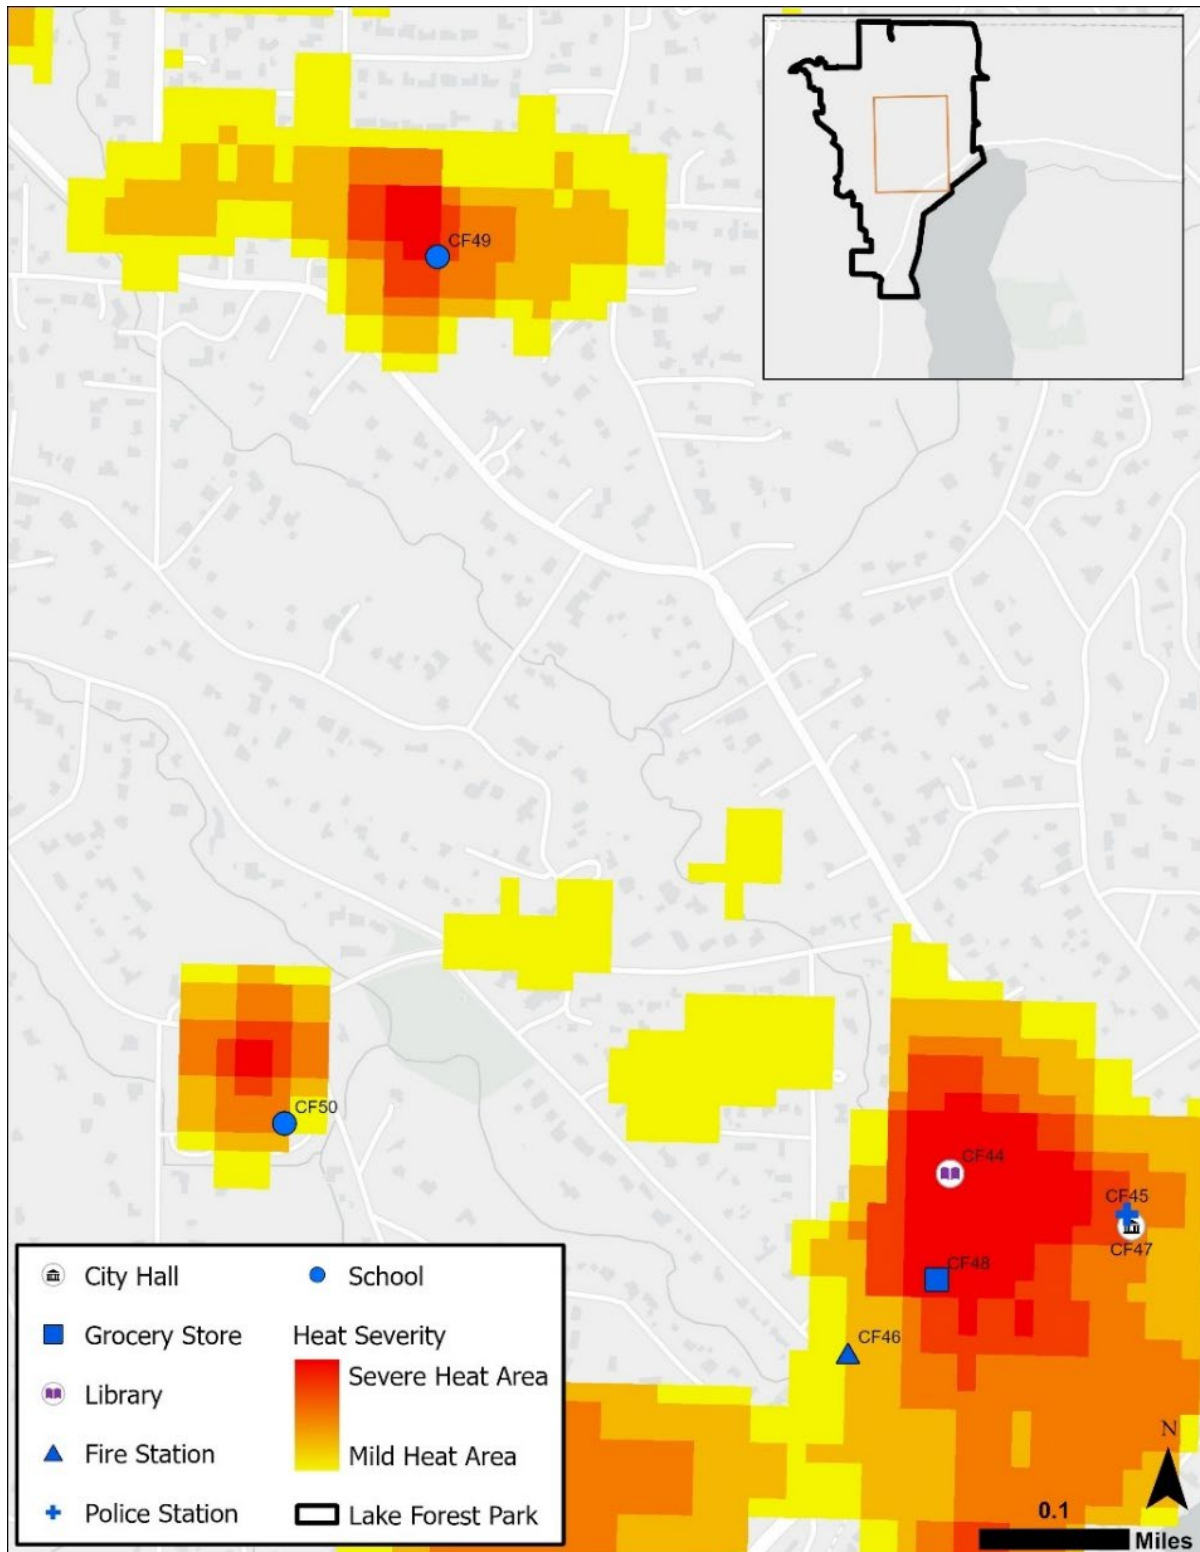 CF49
CF50
CF44
CF45
CF47
CF48
CF46
City Hall
School
Grocery Store
Heat Severity
Severe Heat Area
Library
Fire Station
Mild Heat Area
Police Station
Lake Forest Park
N
0.1
Miles